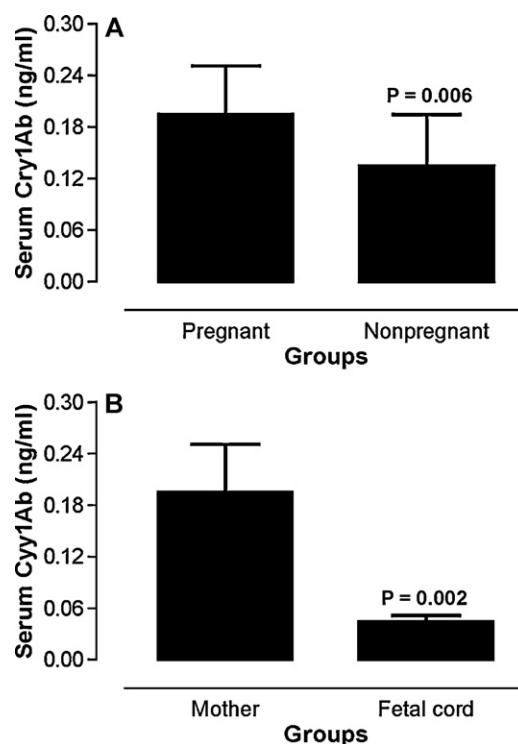 A
Serum Cry1Ab (ng/ml)
0.30
0.24
0.18
0.12
0.06
0.00
P = 0.006
Pregnant Nonpregnant
Groups
B
Serum Cyy1Ab (ng/ml)
0.30
0.24
0.18
0.12
0.06
0.00
P = 0.002
Mother Fetal cord
Groups